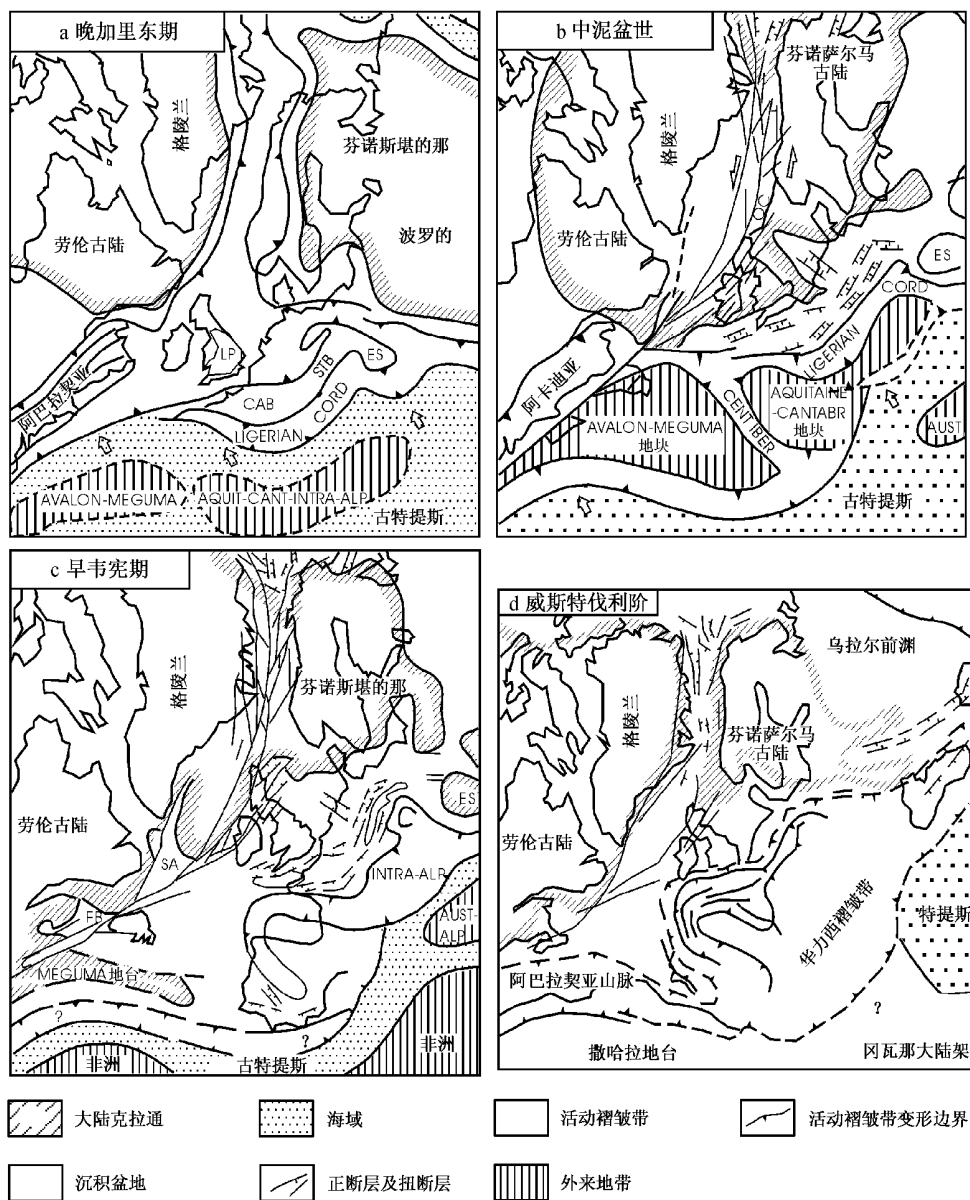 a 晚加里东期
格陵兰
芬诺斯堪的那
劳伦古陆
波罗的
LP
阿巴拉契亚
STB
ES
CAB
CORD
LIGERIAN
AVALON-MEGUMA
AQUIT-CANT-INTRA-ALP
古特提斯
b 中泥盆世
芬诺萨尔马
古陆
格陵兰
劳伦古陆
OC
ES
CORD
LIGERIAN
阿卡迪亚
AQUITAINE
-CANTABR
地块
CENTIBER
AVALON-MEGUMA
地块
AUST
古特提斯
c 早韦宪期
格陵兰
芬诺斯堪的那
劳伦古陆
ES
SA
INTRA-ALP
FB
AUST-
ALP
MEGUMA地台
?
?
古特提斯
非洲
非洲
d 威斯特伐利阶
乌拉尔前渊
格陵兰
芬诺萨尔马
古陆
劳伦古陆
特提斯
华力西褶皱带
阿巴拉契亚山脉
?
撒哈拉地台
冈瓦那大陆架
大陆克拉通
海域
活动褶皱带
活动褶皱带变形边界
沉积盆地
正断层及扭断层
外来地带